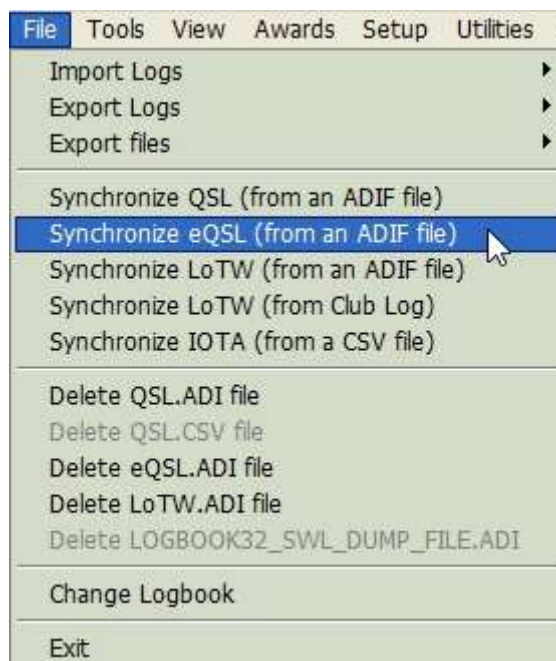 File Tools View Awards Setup Utilities
Import Logs
Export Logs
Export files
Synchronize QSL (from an ADIF file)
Synchronize eQSL (from an ADIF file)
Synchronize LoTW (from an ADIF file)
Synchronize LoTW (from Club Log)
Synchronize IOTA (from a CSV file)
Delete QSL.ADI file
Delete QSL.CSV file
Delete eQSL.ADI file
Delete LoTW.ADI file
Delete LOGBOOK32_SWL_DUMP_FILE.ADI
Change Logbook
Exit